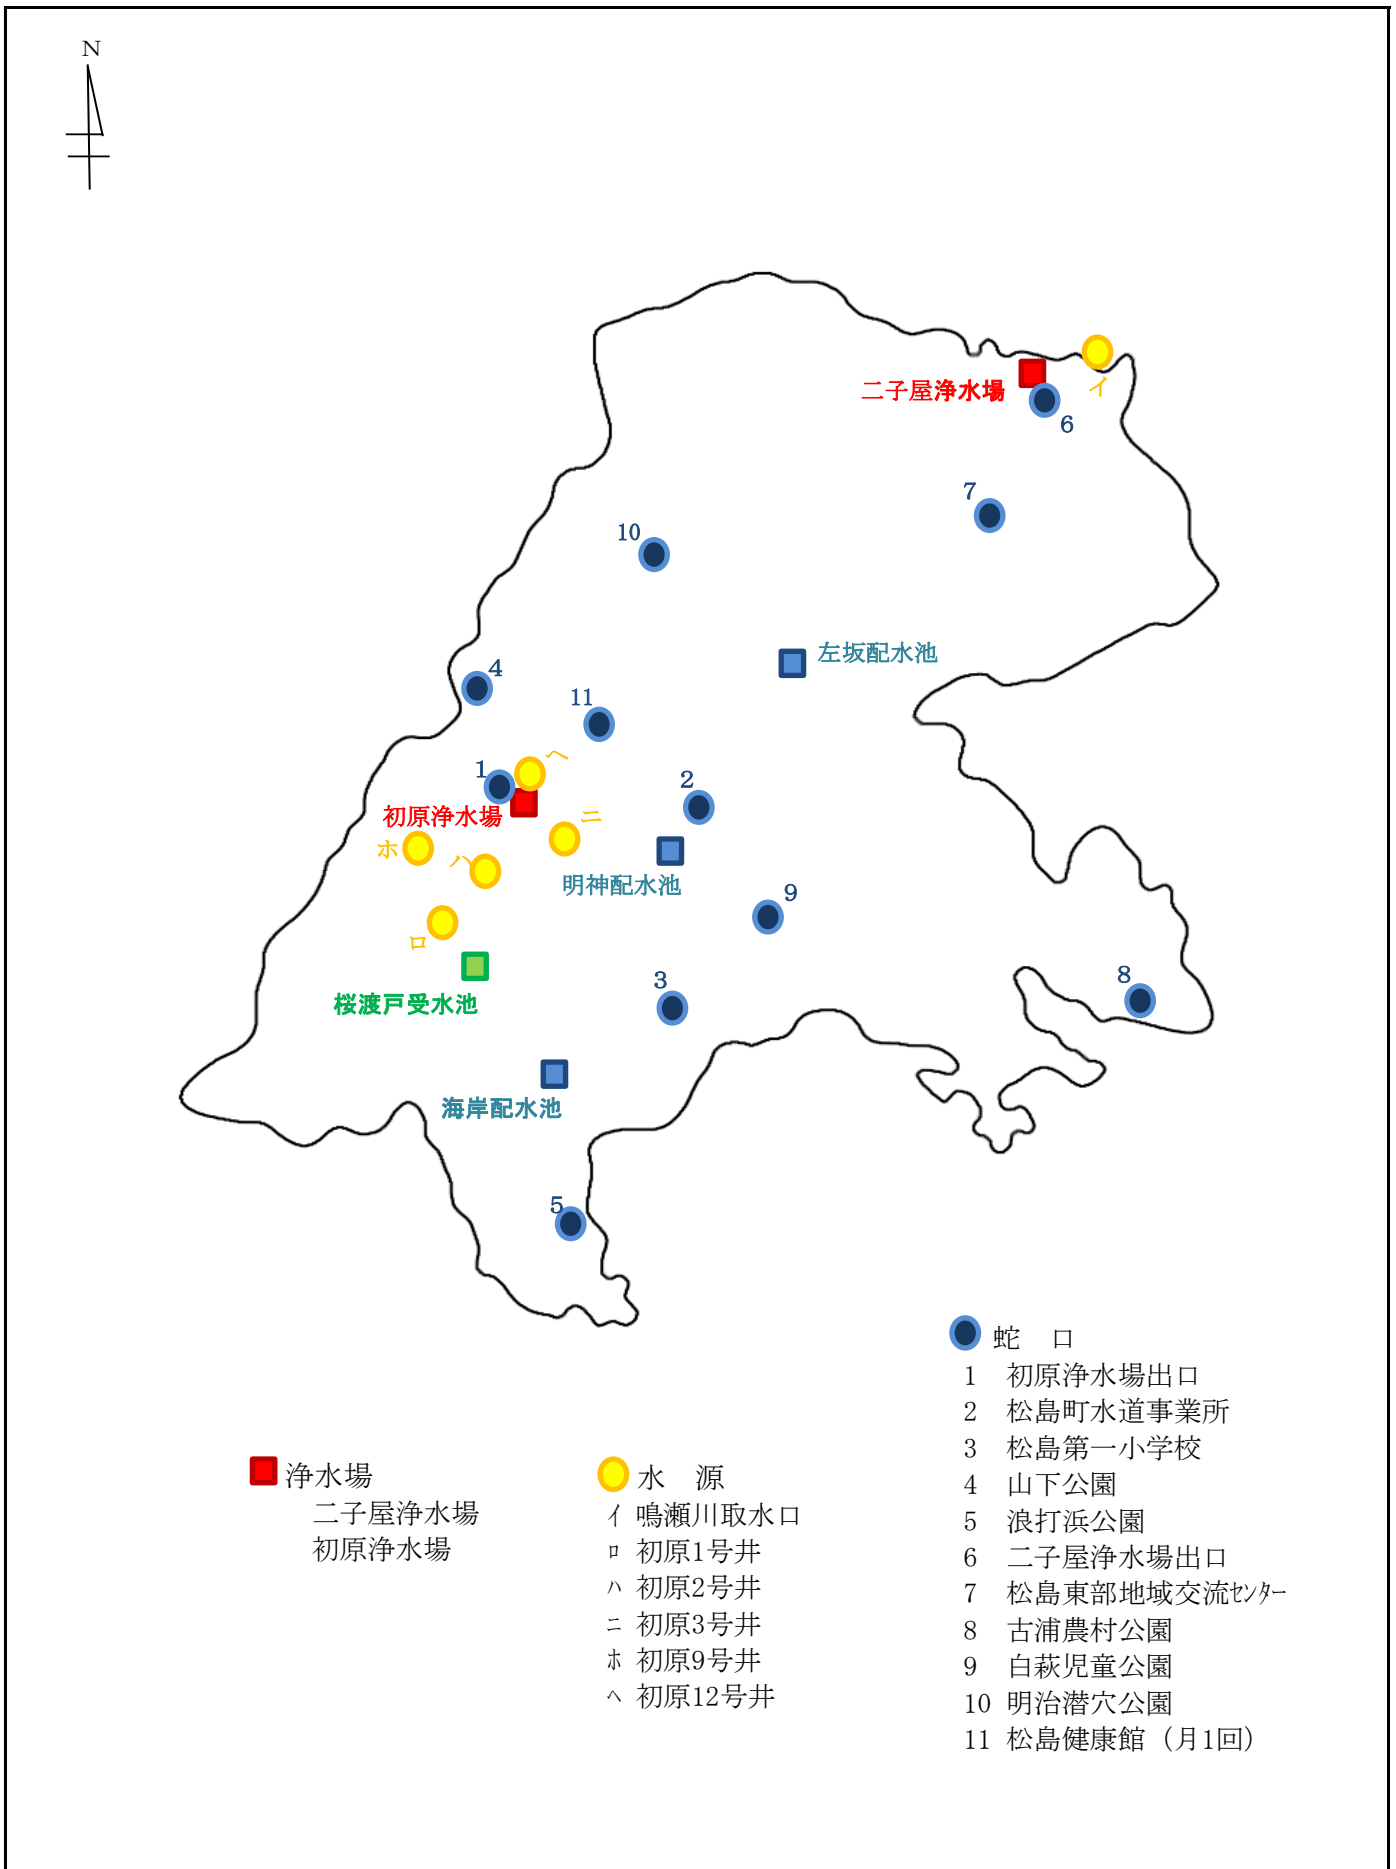 N
二子屋浄水場
イ
6
7
10
左坂配水池
4
11
ヘ
1
2
初原浄水場
ニ
ホ
ハ
明神配水池
9
ロ
桜渡戸受水池
3
8
海岸配水池
5
蛇　口
1　初原浄水場出口
2　松島町水道事業所
3　松島第一小学校
4　山下公園
5　浪打浜公園
6　二子屋浄水場出口
7　松島東部地域交流ｾﾝﾀｰ
8　古浦農村公園
9　白萩児童公園
10　明治潜穴公園
11　松島健康館（月1回）
浄水場
二子屋浄水場
初原浄水場
水　源
ｲ 鳴瀬川取水口
ﾛ 初原1号井
ﾊ 初原2号井
ﾆ 初原3号井
ﾎ 初原9号井
ﾍ 初原12号井